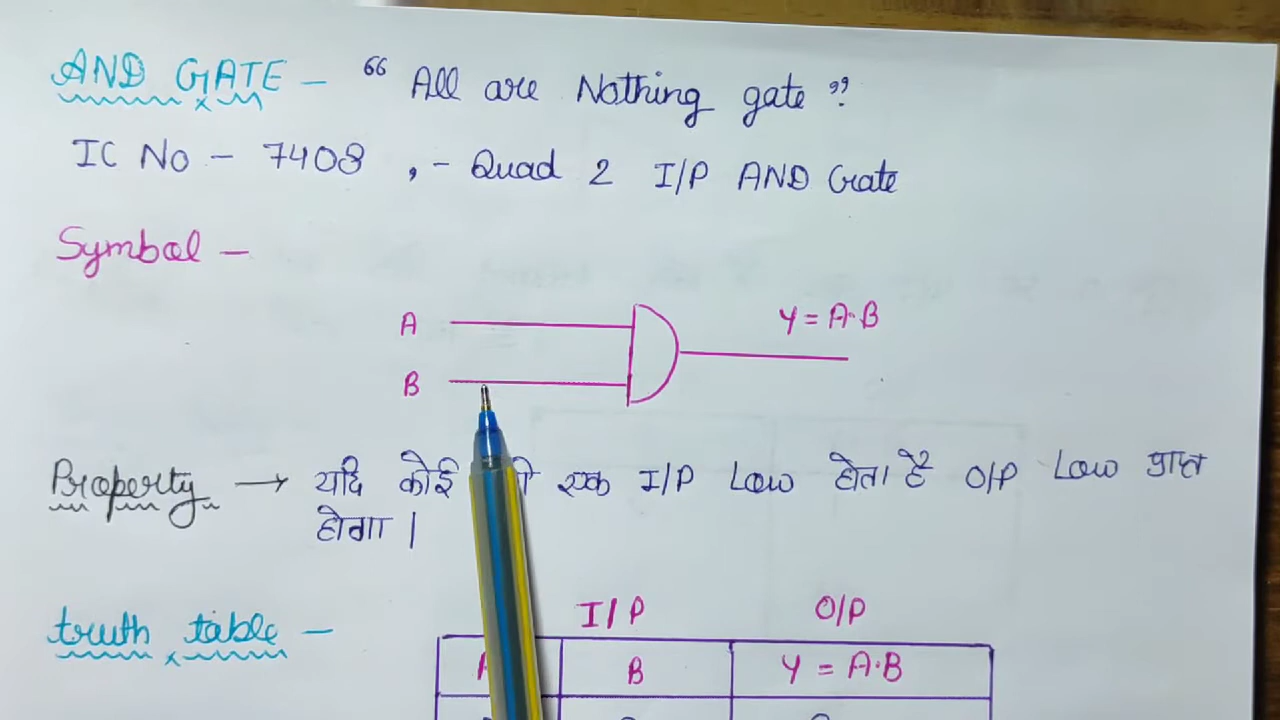 AND GATE - “ All are Nothing gate ”
IC No - 7408 , - Quad 2 I/P AND Gate
Symbol -
A
Y = A·B
B
Property → यदि कोई एक I/P Low होता है O/P Low प्राप्त
होगा |
truth table -
I/P O/P
B Y = A·B